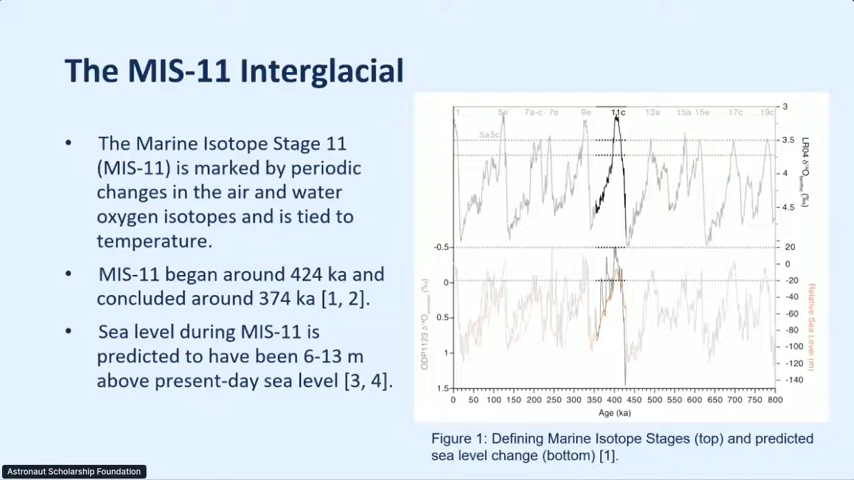 The MIS-11 Interglacial
• The Marine Isotope Stage 11
(MIS-11) is marked by periodic
changes in the air and water
oxygen isotopes and is tied to
temperature.
• MIS-11 began around 424 ka and
concluded around 374 ka [1, 2].
• Sea level during MIS-11 is
predicted to have been 6-13 m
above present-day sea level [3, 4].
1 5e 7a-c 7e 9e 11c 13a 15a 15e 17c 19c
5a5c
3
3.5
4
4.5
-0.5
0
0.5
1
1.5
20
0
-20
-40
-60
-80
-100
-120
-140
Relative Sea Level (m)
0 50 100 150 200 250 300 350 400 450 500 550 600 650 700 750 800
Age (ka)
Figure 1: Defining Marine Isotope Stages (top) and predicted
sea level change (bottom) [1].
Astronaut Scholarship Foundation